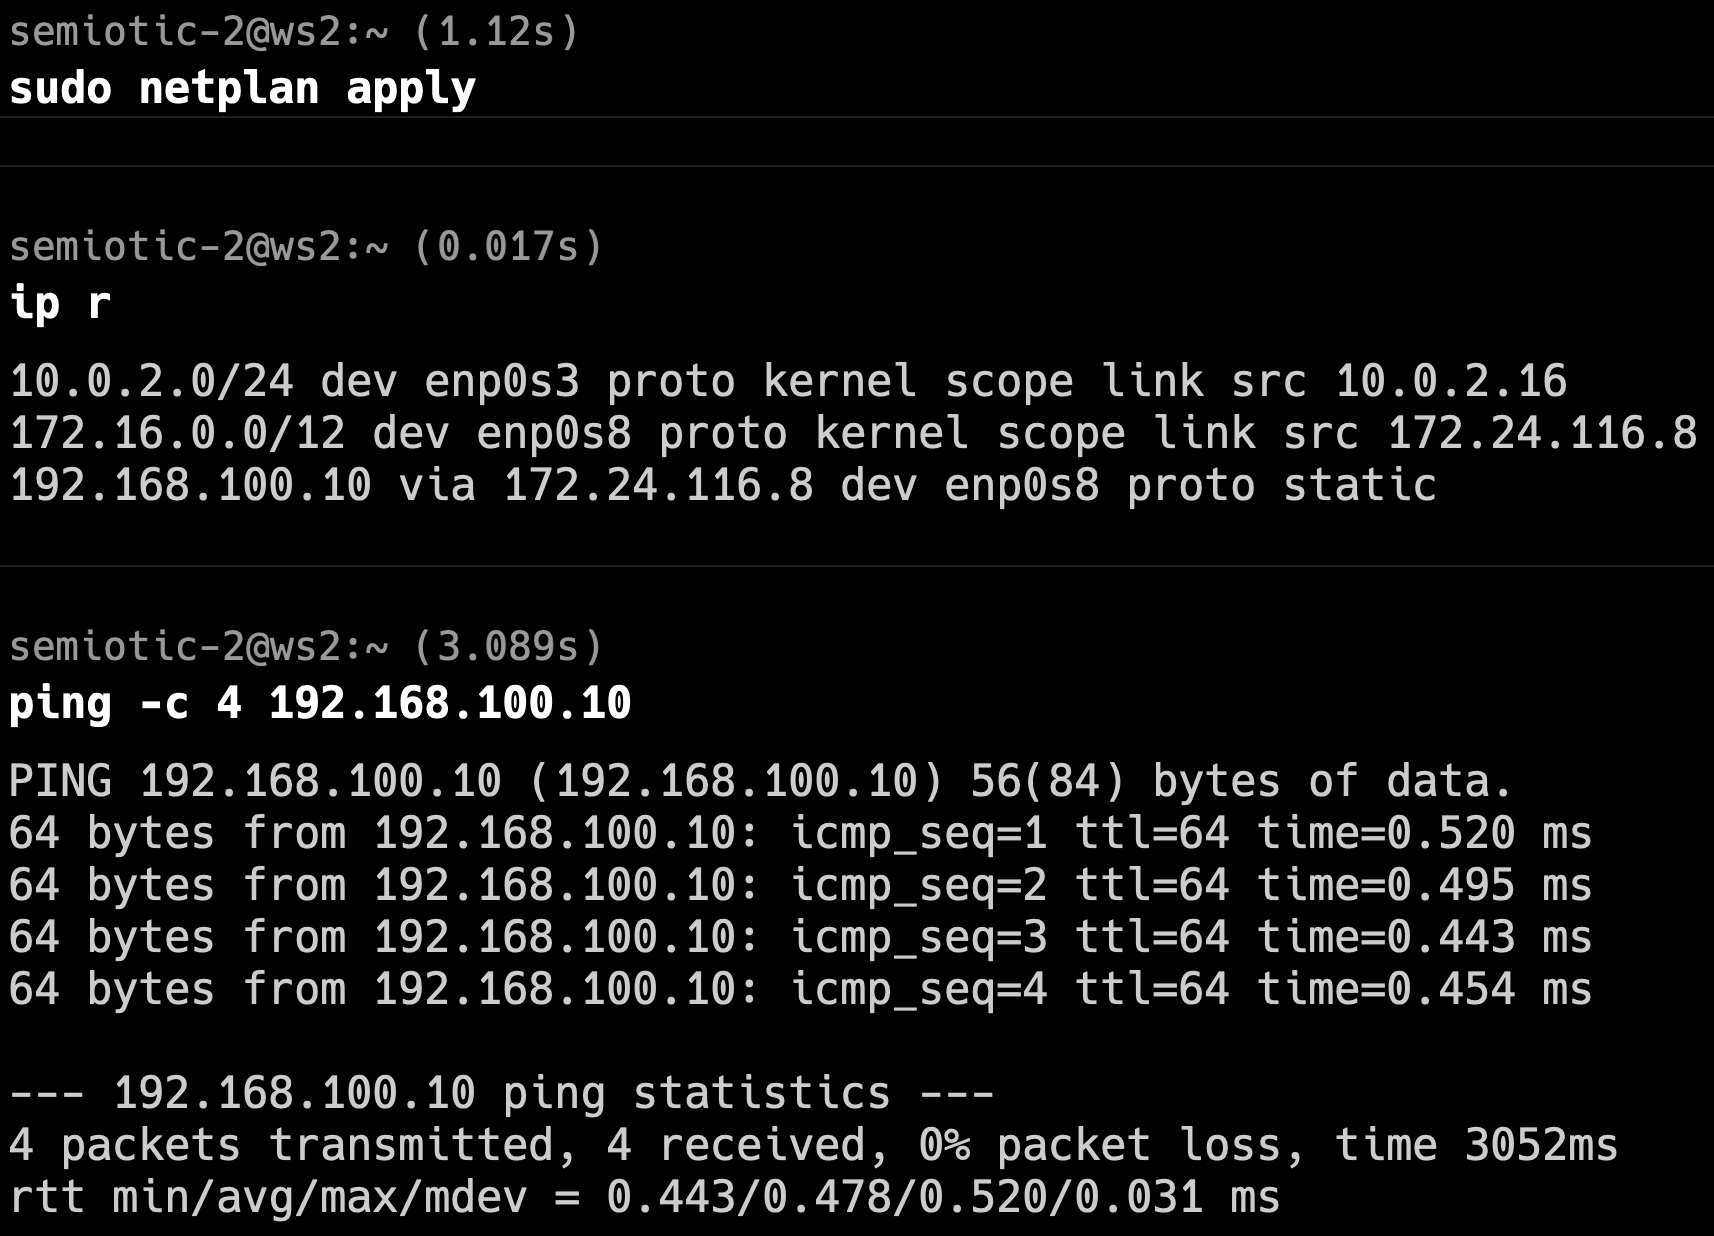 semiotic-2@ws2:~ (1.12s)
sudo netplan apply
semiotic-2@ws2:~ (0.017s)
ip r
10.0.2.0/24 dev enp0s3 proto kernel scope link src 10.0.2.16
172.16.0.0/12 dev enp0s8 proto kernel scope link src 172.24.116.8
192.168.100.10 via 172.24.116.8 dev enp0s8 proto static
semiotic-2@ws2:~ (3.089s)
ping -c 4 192.168.100.10
PING 192.168.100.10 (192.168.100.10) 56(84) bytes of data.
64 bytes from 192.168.100.10: icmp_seq=1 ttl=64 time=0.520 ms
64 bytes from 192.168.100.10: icmp_seq=2 ttl=64 time=0.495 ms
64 bytes from 192.168.100.10: icmp_seq=3 ttl=64 time=0.443 ms
64 bytes from 192.168.100.10: icmp_seq=4 ttl=64 time=0.454 ms
--- 192.168.100.10 ping statistics ---
4 packets transmitted, 4 received, 0% packet loss, time 3052ms
rtt min/avg/max/mdev = 0.443/0.478/0.520/0.031 ms